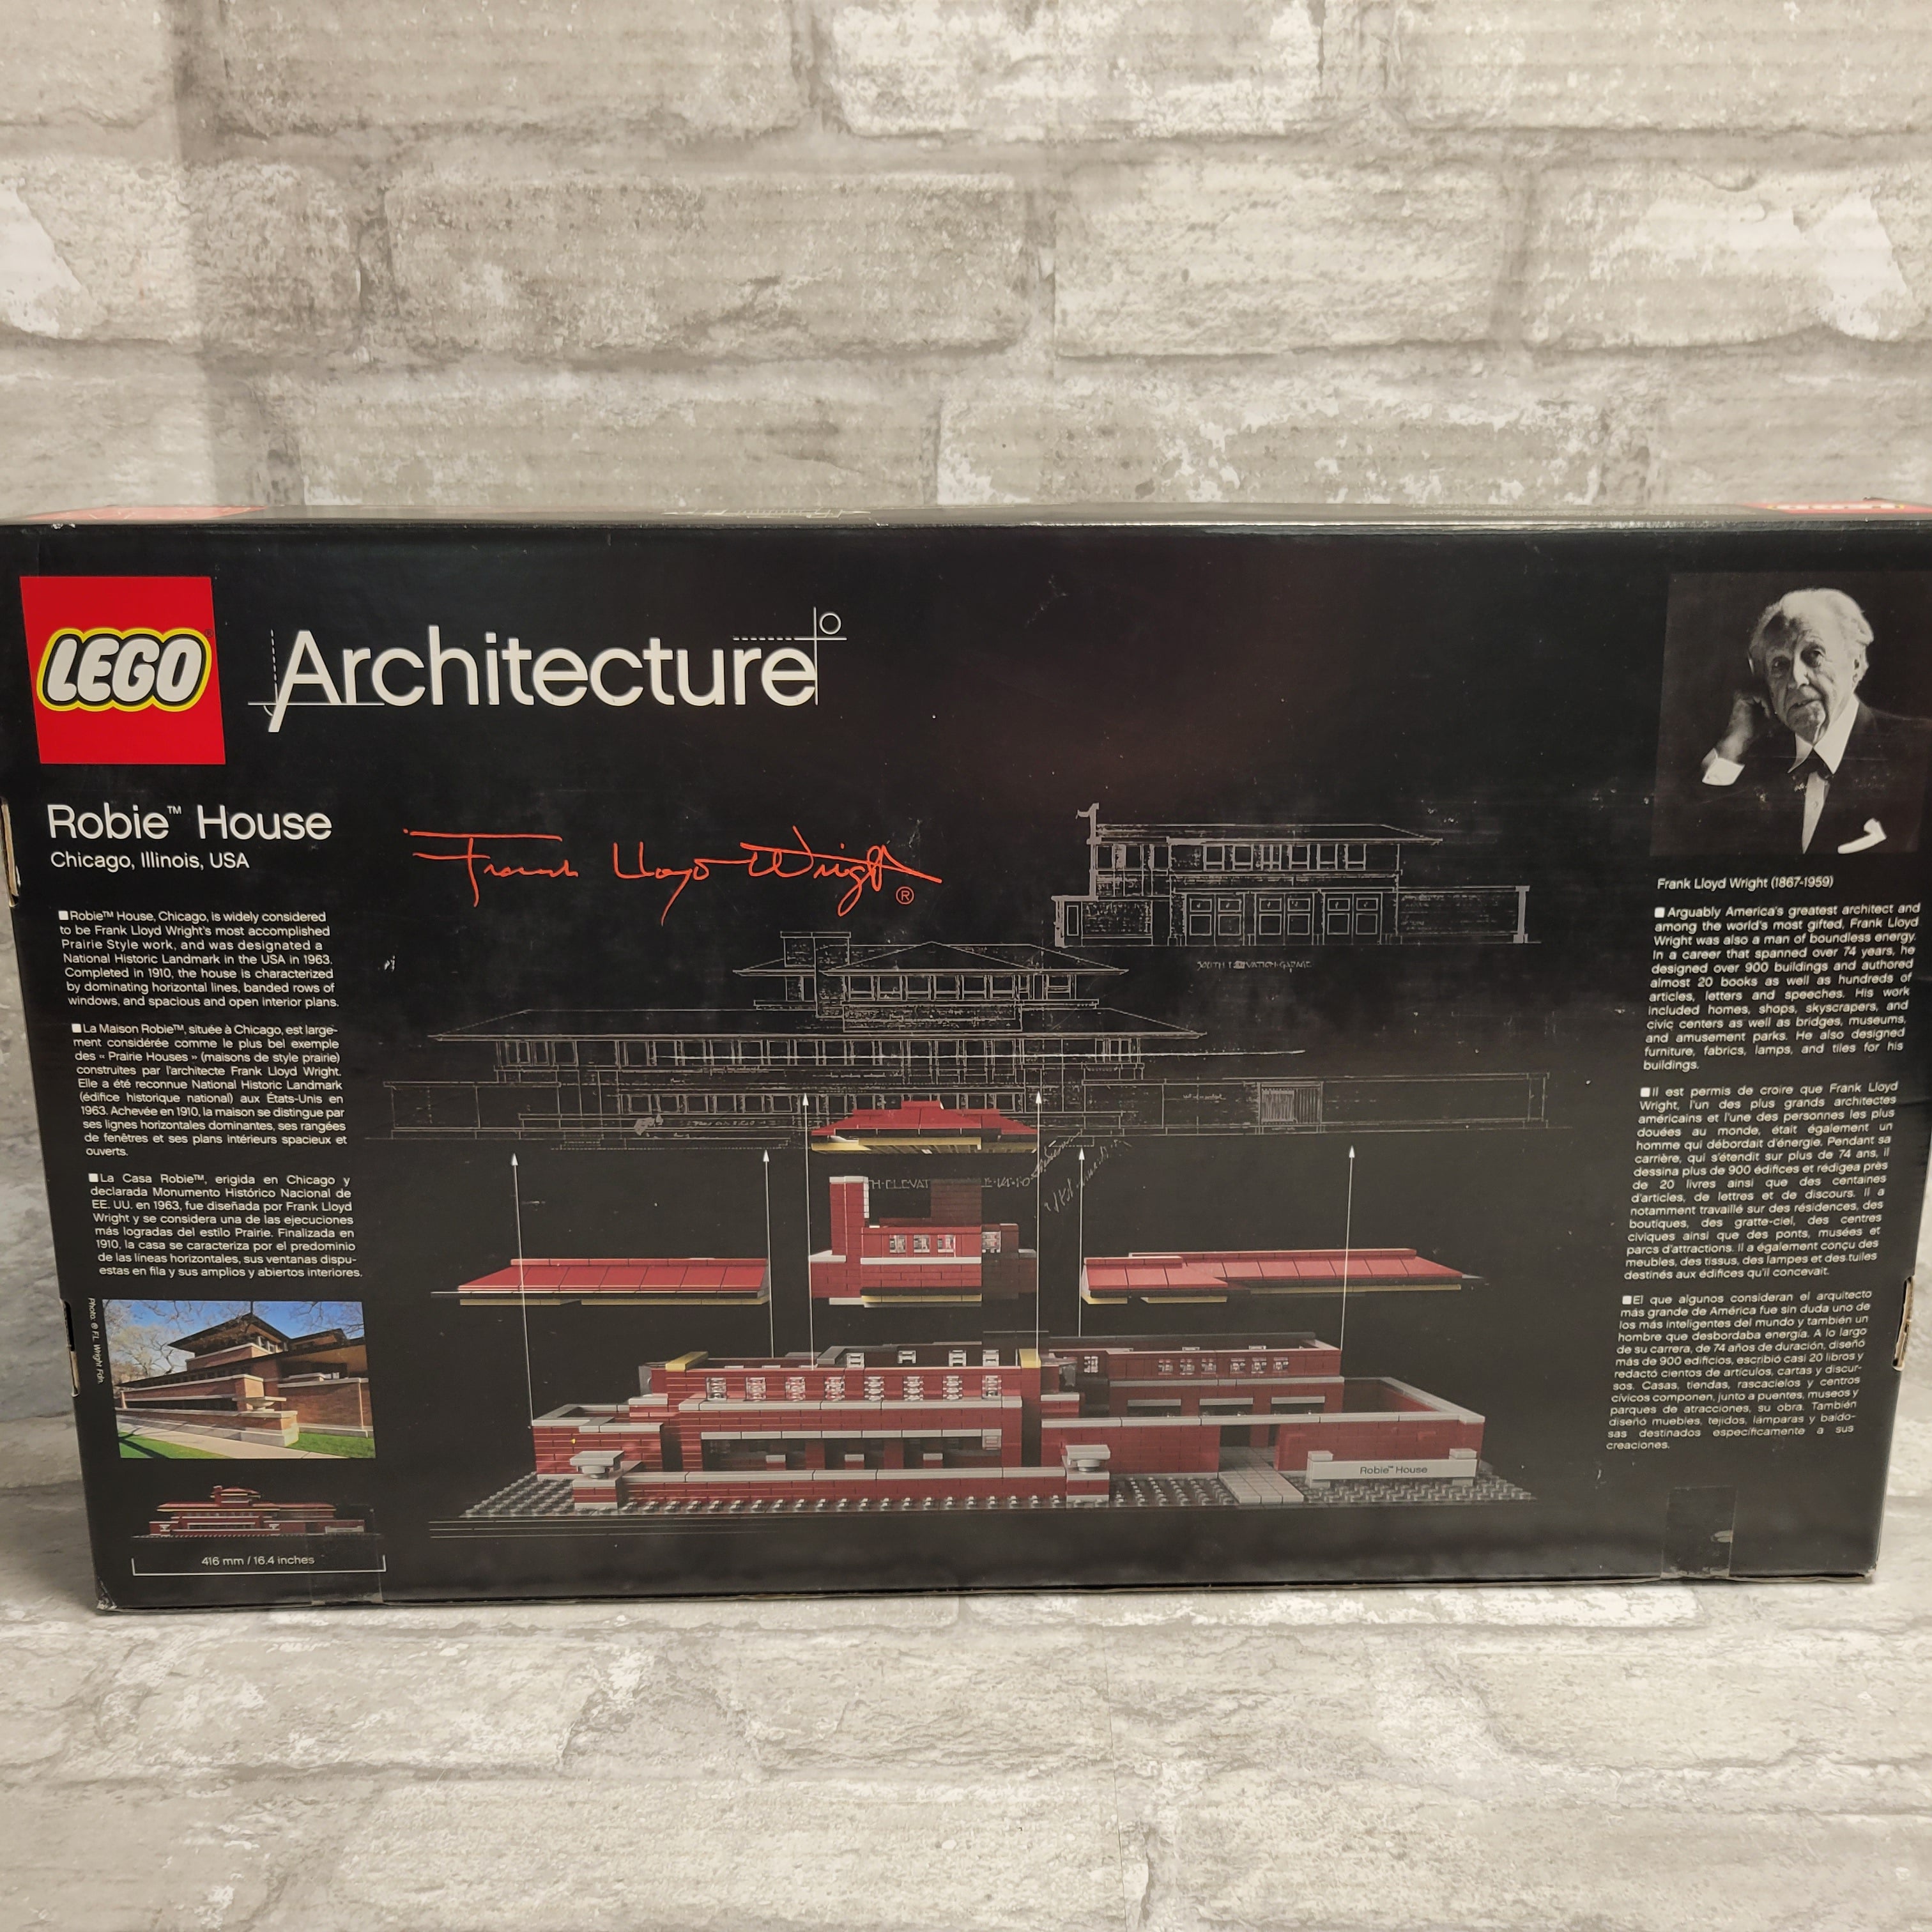 LEGO
Architecture
Robie™ House
Chicago, Illinois, USA
■Robie™ House, Chicago, is widely considered
to be Frank Lloyd Wright's most accomplished
Prairie Style work, and was designated a
National Historic Landmark in the USA in 1963.
Completed in 1910, the house is characterized
by dominating horizontal lines, banded rows of
windows, and spacious and open interior plans.
■La Maison Robie™, située à Chicago, est large-
ment considérée comme le plus bel exemple
des « Prairie Houses » (maisons de style prairie)
construites par l'architecte Frank Lloyd Wright.
Elle a été reconnue National Historic Landmark
(édifice historique national) aux États-Unis en
1963. Achevée en 1910, la maison se distingue par
ses lignes horizontales dominantes, ses rangées
de fenêtres et ses plans intérieurs spacieux et
ouverts.
■La Casa Robie™, erigida en Chicago y
declarada Monumento Histórico Nacional de
EE. UU. en 1963, fue diseñada por Frank Lloyd
Wright y se considera una de las ejecuciones
más logradas del estilo Prairie. Finalizada en
1910, la casa se caracteriza por el predominio
de las líneas horizontales, sus ventanas dispu-
estas en fila y sus amplios y abiertos interiores.
Photo. © F.L. Wright Fdn.
416 mm / 16.4 inches
Frank Lloyd Wright®
SOUTH ELEVATION GARAGE
Robie™ House
Frank Lloyd Wright (1867-1959)
■Arguably America's greatest architect and
among the world's most gifted, Frank Lloyd
Wright was also a man of boundless energy.
In a career that spanned over 74 years, he
designed over 900 buildings and authored
almost 20 books as well as hundreds of
articles, letters and speeches. His work
included homes, shops, skyscrapers, and
civic centers as well as bridges, museums,
and amusement parks. He also designed
furniture, fabrics, lamps, and tiles for his
buildings.
■Il est permis de croire que Frank Lloyd
Wright, l'un des plus grands architectes
américains et l'une des personnes les plus
douées au monde, était également un
homme qui débordait d'énergie. Pendant sa
carrière, qui s'étendit sur plus de 74 ans, il
dessina plus de 900 édifices et rédigea près
de 20 livres ainsi que des centaines
d'articles, de lettres et de discours. Il a
notamment travaillé sur des résidences, des
boutiques, des gratte-ciel, des centres
civiques ainsi que des ponts, musées et
parcs d'attractions. Il a également conçu des
meubles, des tissus, des lampes et des tuiles
destinés aux édifices qu'il concevait.
■El que algunos consideran el arquitecto
más grande de América fue sin duda uno de
los más inteligentes del mundo y también un
hombre que desbordaba energía. A lo largo
de su carrera, de 74 años de duración, diseñó
más de 900 edificios, escribió casi 20 libros y
redactó cientos de artículos, cartas y discur-
sos. Casas, tiendas, rascacielos y centros
cívicos componen, junto a puentes, museos y
parques de atracciones, su obra. También
diseñó muebles, tejidos, lámparas y baldo-
sas destinados específicamente a sus
creaciones.